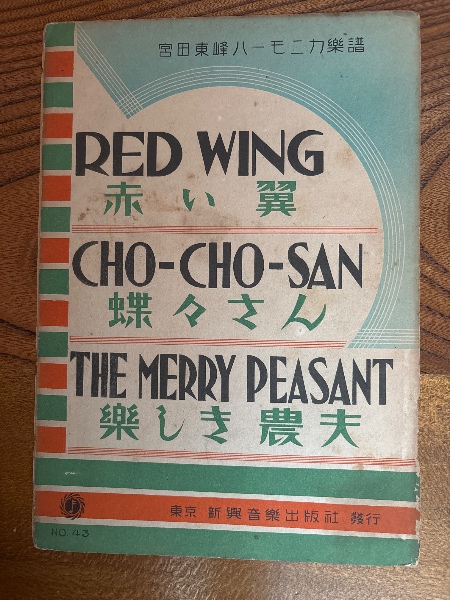 宮田東峰ハーモニカ樂譜
RED WING
赤い翼
CHO-CHO-SAN
蝶々さん
THE MERRY PEASANT
樂しき農夫
東京 新興音樂出版社 發行
NO. 43